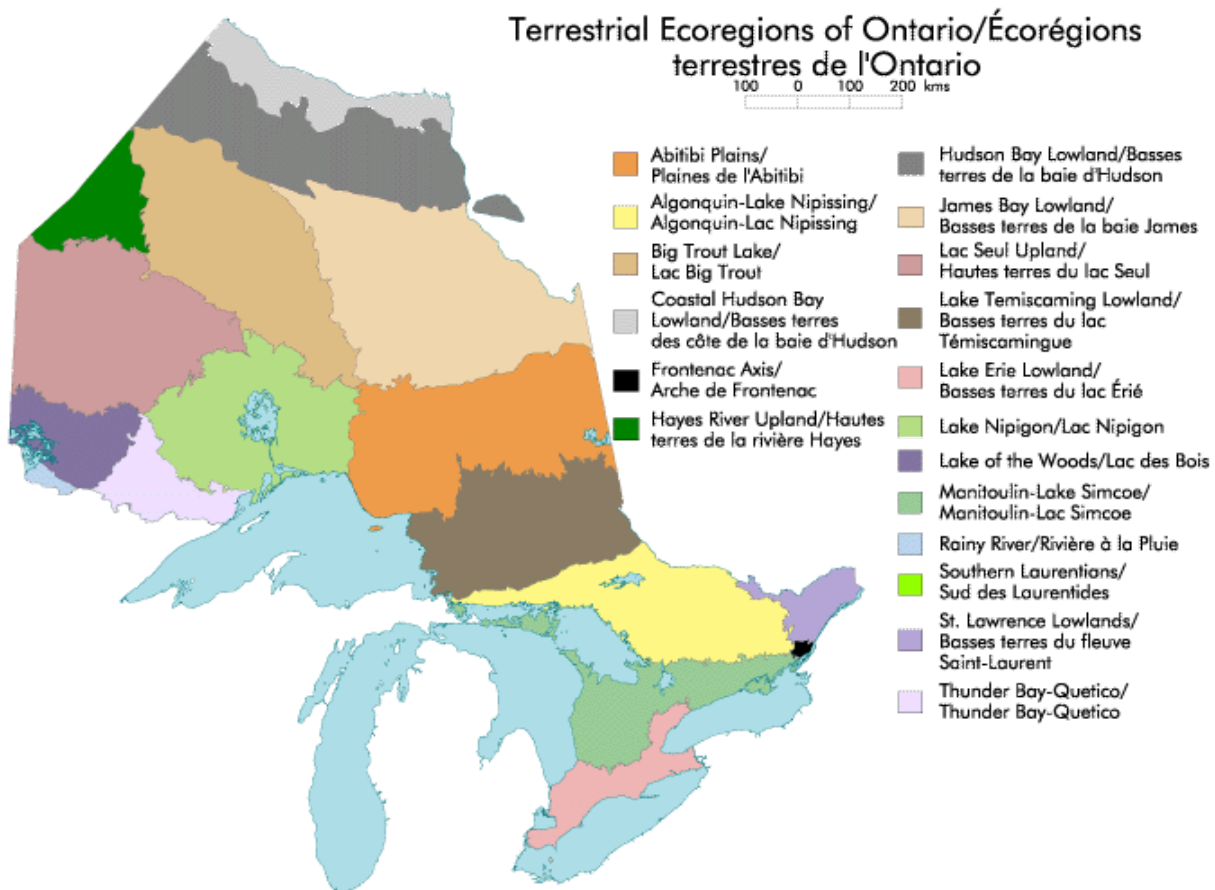 Terrestrial Ecoregions of Ontario/Écorégions
terrestres de l'Ontario
100 0 100 200 kms
Abitibi Plains/
Plaines de l'Abitibi
Algonquin-Lake Nipissing/
Algonquin-Lac Nipissing
Big Trout Lake/
Lac Big Trout
Coastal Hudson Bay
Lowland/Basses terres
des côte de la baie d'Hudson
Frontenac Axis/
Arche de Frontenac
Hayes River Upland/Hautes
terres de la rivière Hayes
Hudson Bay Lowland/Basses
terres de la baie d'Hudson
James Bay Lowland/
Basses terres de la baie James
Lac Seul Upland/
Hautes terres du lac Seul
Lake Temiscaming Lowland/
Basses terres du lac
Témiscamingue
Lake Erie Lowland/
Basses terres du lac Érié
Lake Nipigon/Lac Nipigon
Lake of the Woods/Lac des Bois
Manitoulin-Lake Simcoe/
Manitoulin-Lac Simcoe
Rainy River/Rivière à la Pluie
Southern Laurentians/
Sud des Laurentides
St. Lawrence Lowlands/
Basses terres du fleuve
Saint-Laurent
Thunder Bay-Quetico/
Thunder Bay-Quetico